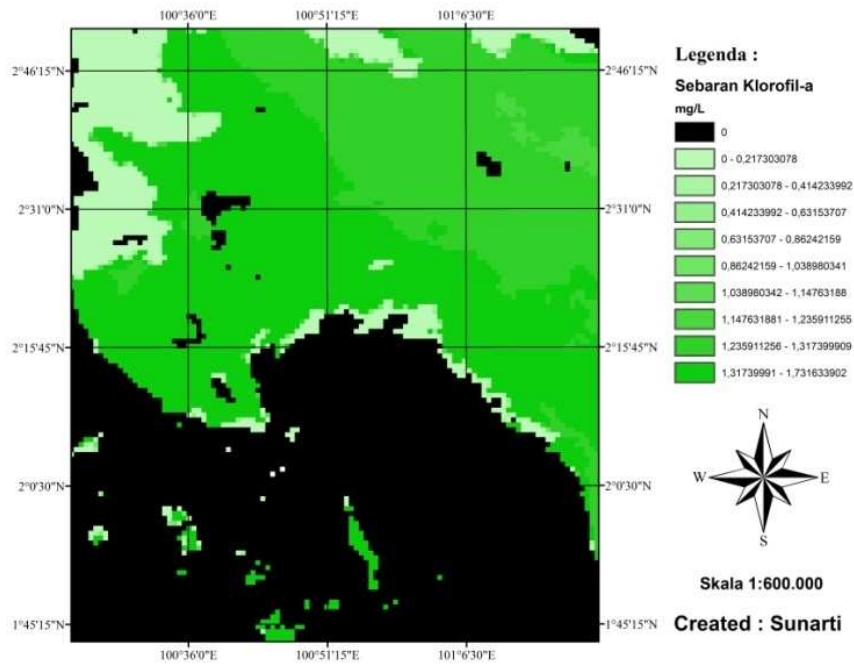 100°36'0"E 100°51'15"E 101°6'30"E
2°46'15"N 2°46'15"N
2°31'0"N 2°31'0"N
2°15'45"N 2°15'45"N
2°0'30"N 2°0'30"N
1°45'15"N 1°45'15"N
100°36'0"E 100°51'15"E 101°6'30"E
Legenda :
Sebaran Klorofil-a
mg/L
0
0 - 0,217303078
0,217303078 - 0,414233992
0,414233992 - 0,63153707
0,63153707 - 0,86242159
0,86242159 - 1,038980341
1,038980342 - 1,14763188
1,147631881 - 1,235911255
1,235911256 - 1,317399909
1,31739991 - 1,731633902
N
W E
S
Skala 1:600.000
Created : Sunarti